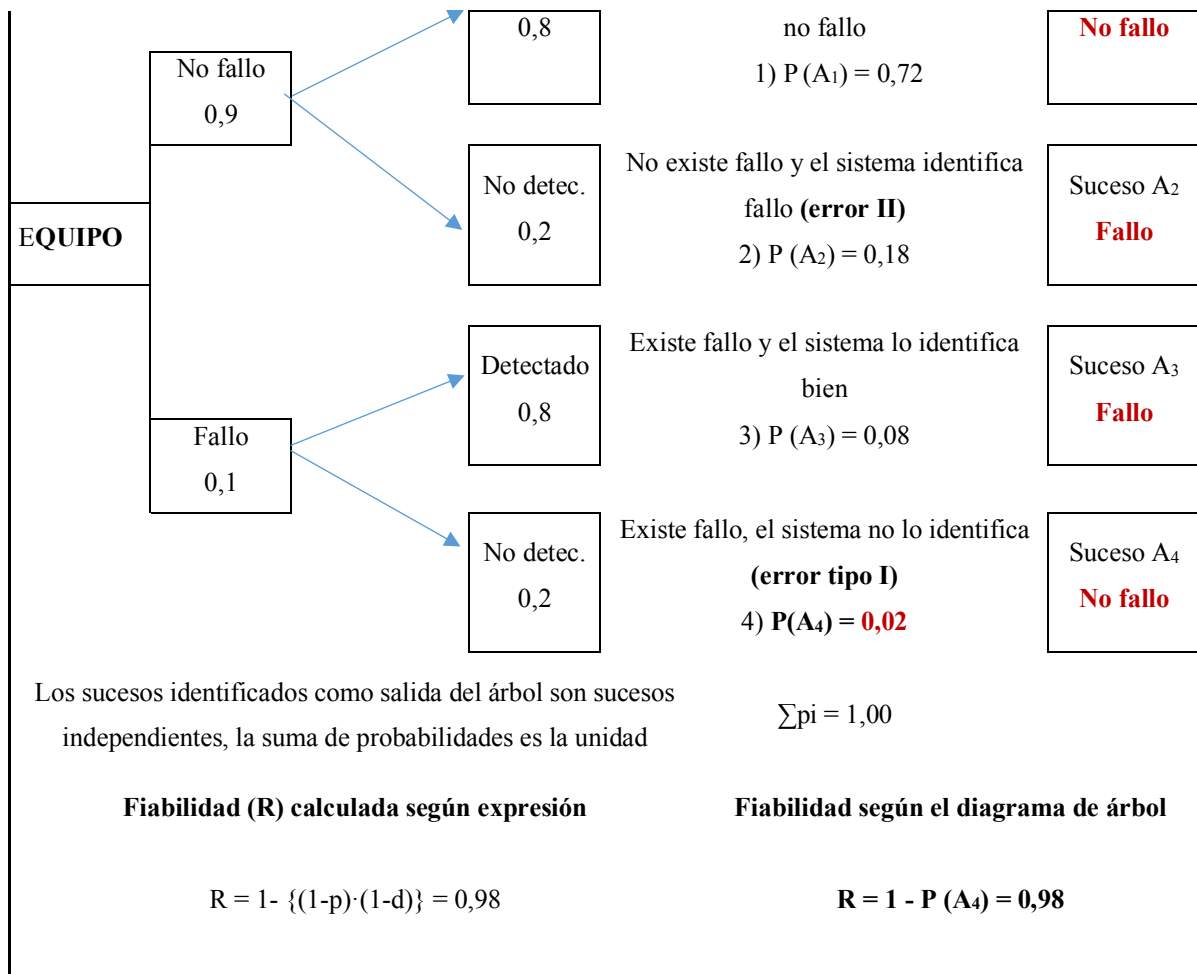 0,8
no fallo
No fallo
1) P (A₁) = 0,72
No fallo
0,9
No detec.
0,2
No existe fallo y el sistema identifica
fallo (error II)
2) P (A₂) = 0,18
Suceso A₂
Fallo
EQUIPO
Detectado
0,8
Existe fallo y el sistema lo identifica
bien
3) P (A₃) = 0,08
Suceso A₃
Fallo
Fallo
0,1
No detec.
0,2
Existe fallo, el sistema no lo identifica
(error tipo I)
4) P(A₄) = 0,02
Suceso A₄
No fallo
Los sucesos identificados como salida del árbol son sucesos
independientes, la suma de probabilidades es la unidad
∑pi = 1,00
Fiabilidad (R) calculada según expresión
Fiabilidad según el diagrama de árbol
R = 1- {(1-p)·(1-d)} = 0,98
R = 1 - P (A₄) = 0,98